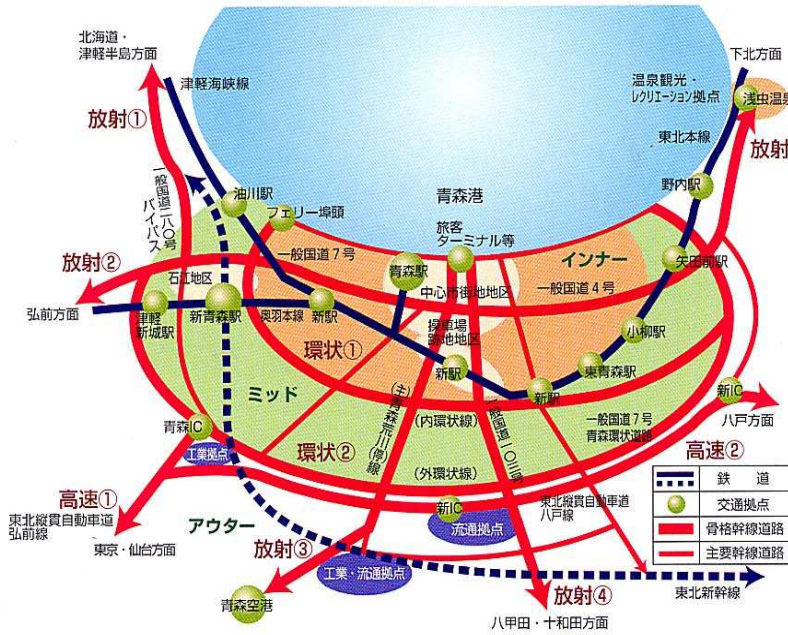 北海道・
津軽半島方面
津軽海峡線
放射①
一般国道二八〇号
バイパス
油川駅
フェリー埠頭
青森港
旅客
ターミナル等
下北方面
温泉観光・
レクリエーション拠点
浅虫温泉
東北本線
放射
野内駅
矢田前駅
一般国道7号
放射②
石江地区
青森駅
インナー
一般国道4号
中心市街地地区
弘前方面
津軽
新城駅
新青森駅
奥羽本線
新駅
操車場
跡地地区
小柳駅
環状①
新駅
東青森駅
新駅
ミッド
(主)青森荒川停線
(内環状線)
一般国道一〇三号
一般国道7号
青森環状道路
新IC
八戸方面
青森IC
工業拠点
環状②
(外環状線)
高速②
高速①
東北縦貫自動車道
弘前線
アウター
新IC
流通拠点
東北縦貫自動車道
八戸線
東京・仙台方面
放射③
工業・流通拠点
青森空港
放射④
八甲田・十和田方面
東北新幹線
鉄 道
交通拠点
骨格幹線道路
主要幹線道路